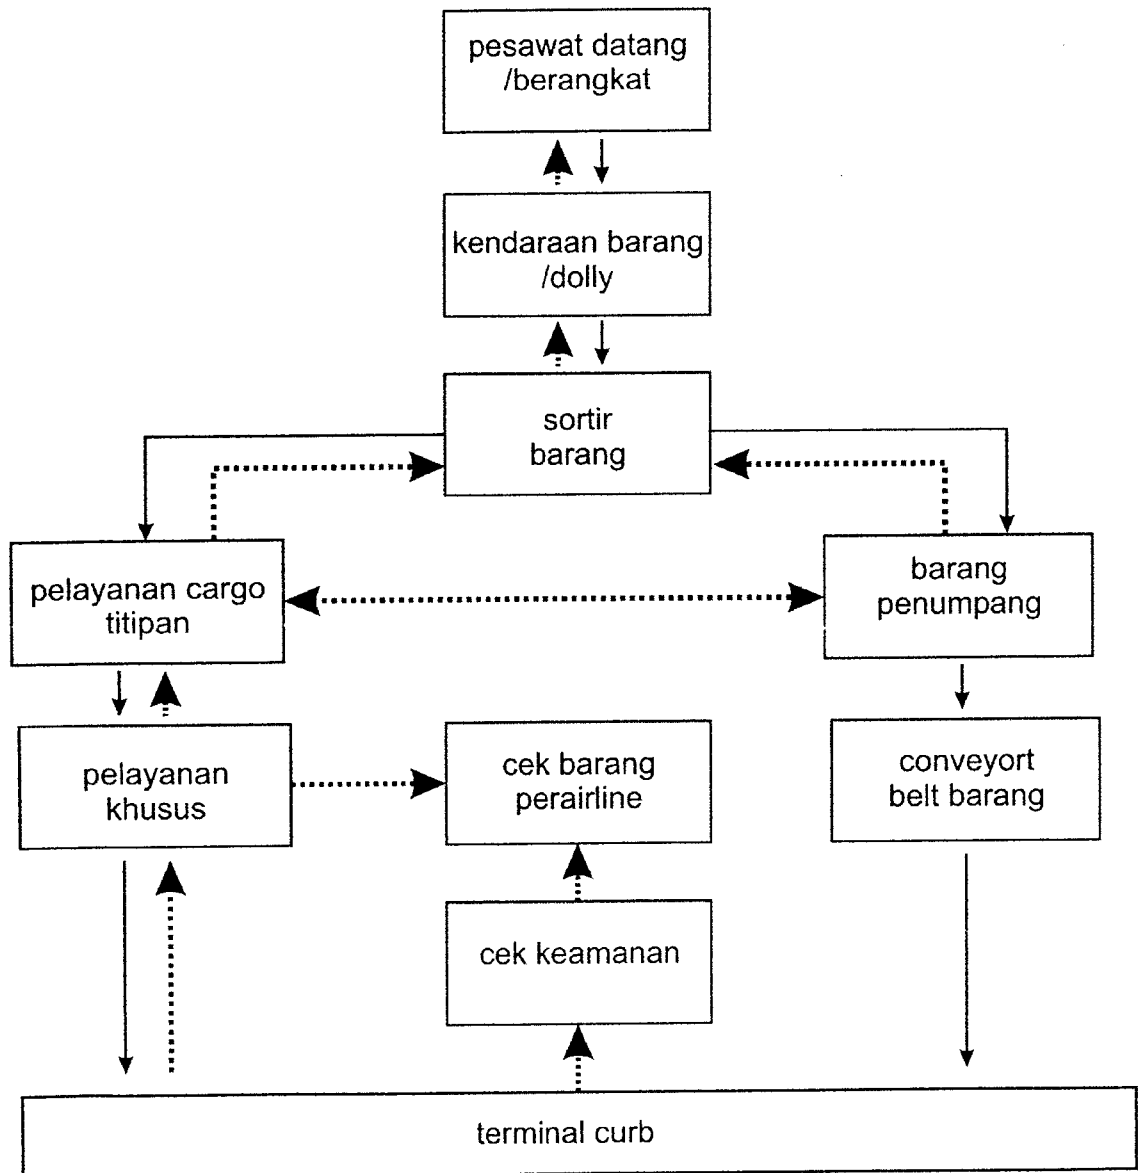 pesawat datang
/berangkat
kendaraan barang
/dolly
sortir
barang
pelayanan cargo
titipan
barang
penumpang
pelayanan
khusus
cek barang
perairline
conveyort
belt barang
cek keamanan
terminal curb